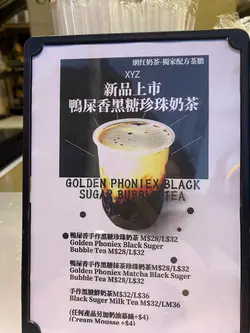 網紅奶茶-獨家配方茶廳
XYZ
新品上市
鴨屎香黑糖珍珠奶茶
GOLDEN PHONIEX BLACK
SUGAR BUBBLE TEA
鴨屎香手作黑糖珍珠奶茶 M$28/L$32
Golden Phoniex Black Suger
Bubble Tea M$28/L$32
鴨屎香手作黑糖抹茶珍珠奶茶M$28/L$32
Golden Phoniex Matcha Black Sugar
Bubble Tea M$28/L$32
手作黑糖鮮奶茶M$32/L$36
Black Suger Milk Tea M$32/LM36
(任何產品另加奶油慕絲+$4)
(Cream Mousse +$4)